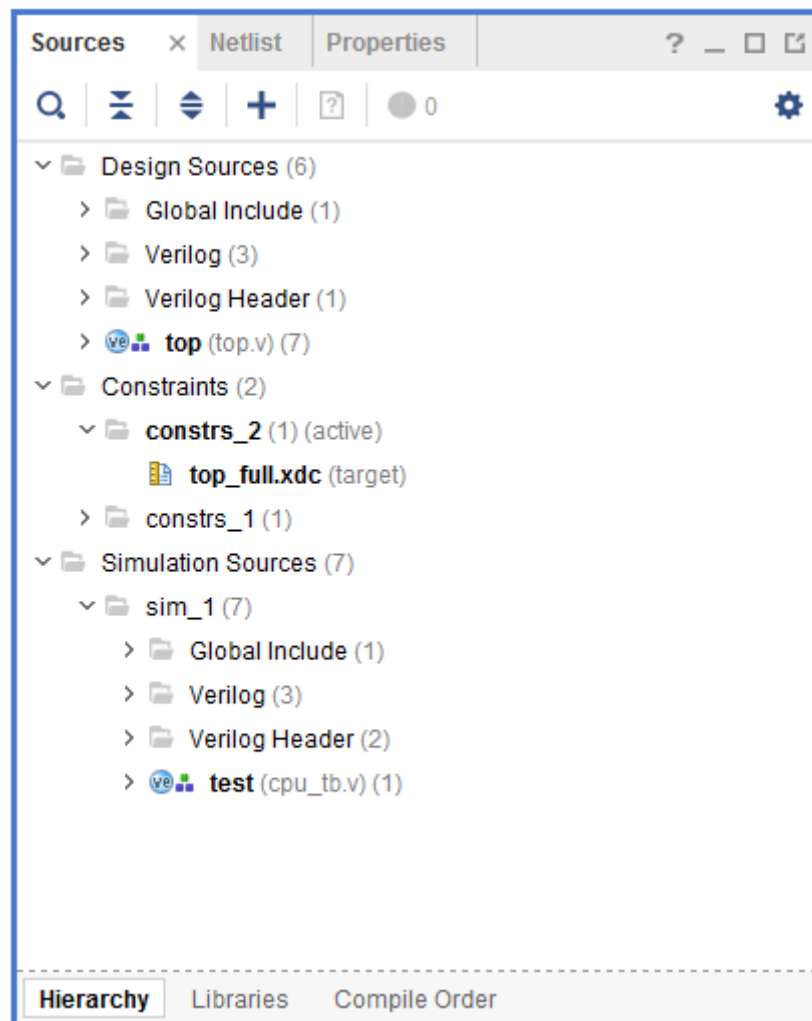 Sources × Netlist Properties ?
? 0
Design Sources (6)
Global Include (1)
Verilog (3)
Verilog Header (1)
ve top (top.v) (7)
Constraints (2)
constrs_2 (1) (active)
top_full.xdc (target)
constrs_1 (1)
Simulation Sources (7)
sim_1 (7)
Global Include (1)
Verilog (3)
Verilog Header (2)
ve test (cpu_tb.v) (1)
Hierarchy Libraries Compile Order